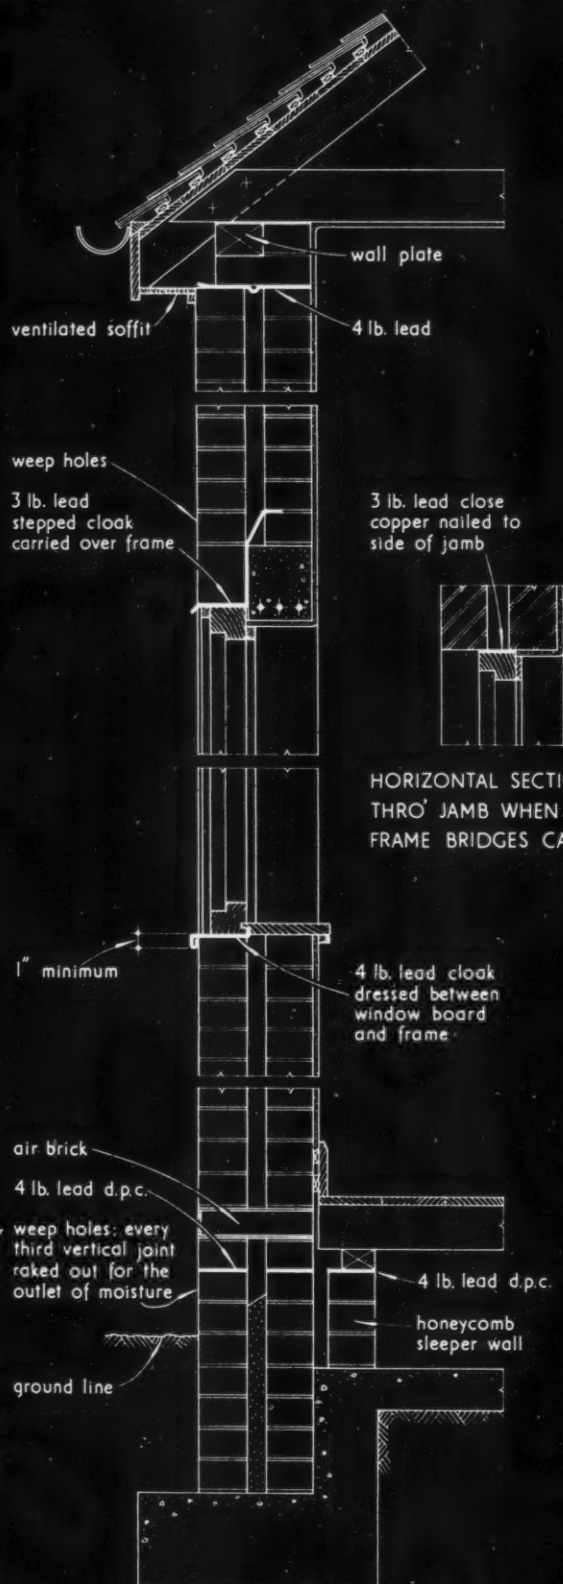 wall plate
ventilated soffit
4 lb. lead
weep holes
3 lb. lead
stepped cloak
carried over frame
3 lb. lead close
copper nailed to
side of jamb
HORIZONTAL SECTI
THRO' JAMB WHEN
FRAME BRIDGES CA
1" minimum
4 lb. lead cloak
dressed between
window board
and frame
air brick
4 lb. lead d.p.c.
weep holes: every
third vertical joint
raked out for the
outlet of moisture
4 lb. lead d.p.c.
honeycomb
sleeper wall
ground line